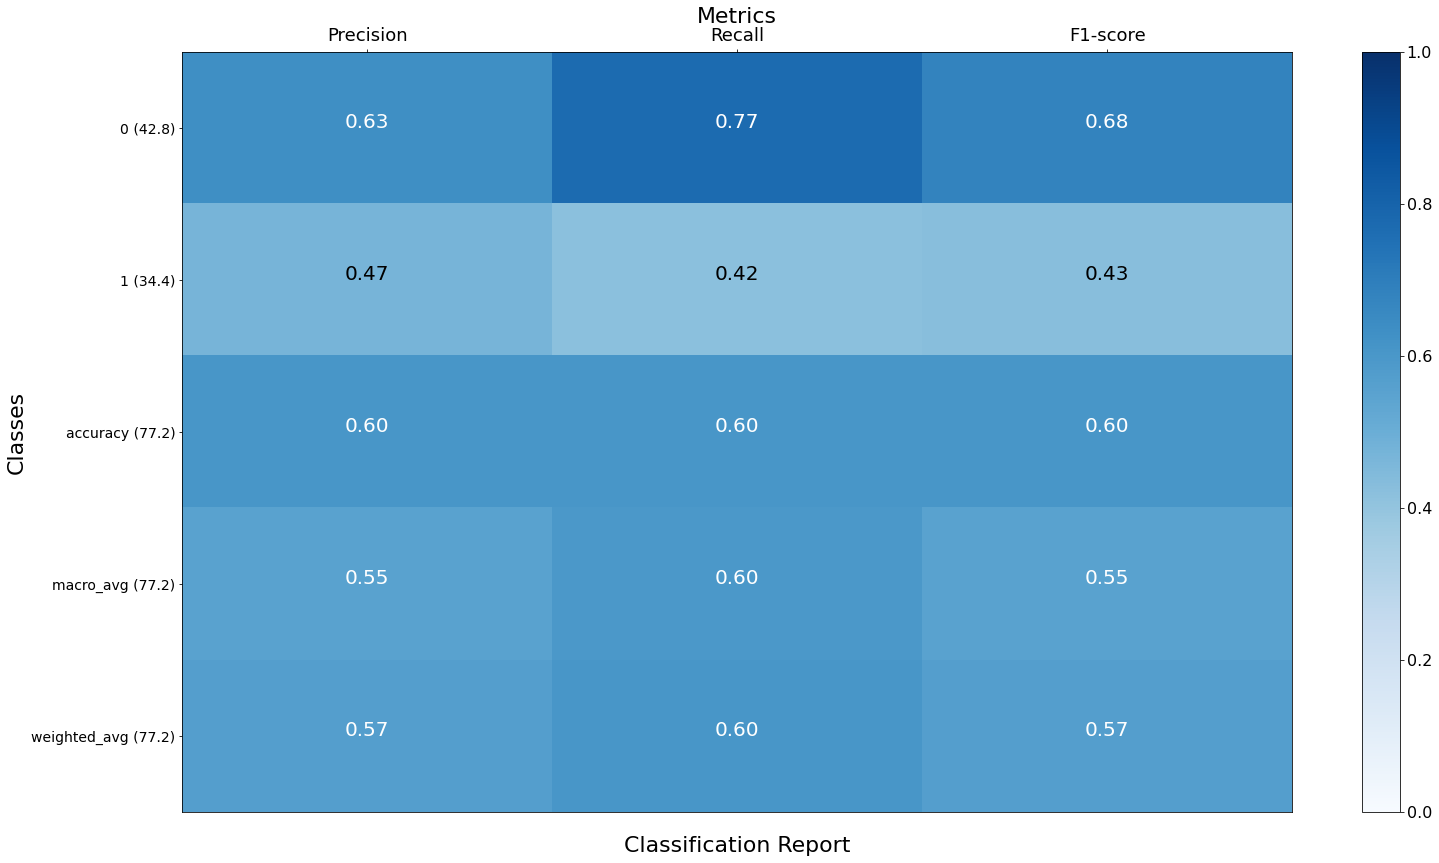 Metrics
Precision Recall F1-score
0 (42.8) 0.63 0.77 0.68
1 (34.4) 0.47 0.42 0.43
accuracy (77.2) 0.60 0.60 0.60
macro_avg (77.2) 0.55 0.60 0.55
weighted_avg (77.2) 0.57 0.60 0.57
Classes
Classification Report
1.0
0.8
0.6
0.4
0.2
0.0